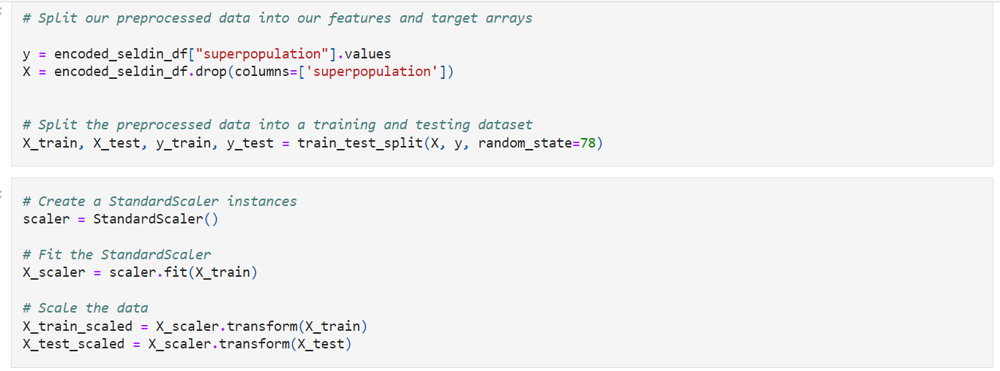 # Split our preprocessed data into our features and target arrays
y = encoded_seldin_df["superpopulation"].values
X = encoded_seldin_df.drop(columns=['superpopulation'])
# Split the preprocessed data into a training and testing dataset
X_train, X_test, y_train, y_test = train_test_split(X, y, random_state=78)
# Create a StandardScaler instances
scaler = StandardScaler()
# Fit the StandardScaler
X_scaler = scaler.fit(X_train)
# Scale the data
X_train_scaled = X_scaler.transform(X_train)
X_test_scaled = X_scaler.transform(X_test)